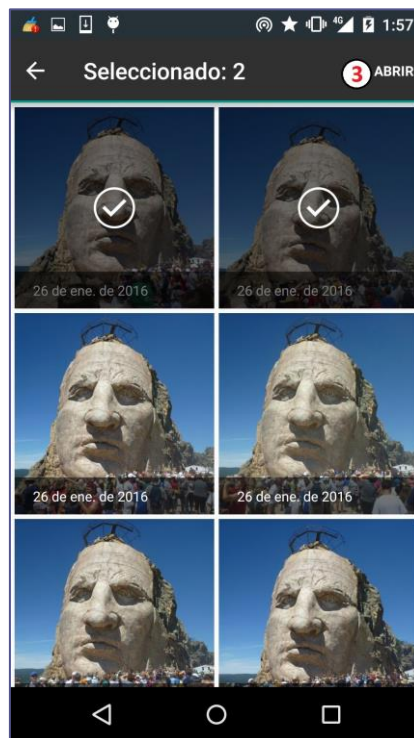 4G 1:57
Seleccionado: 2 3 ABRIR
26 de ene. de 2016 26 de ene. de 2016
26 de ene. de 2016 26 de ene. de 2016